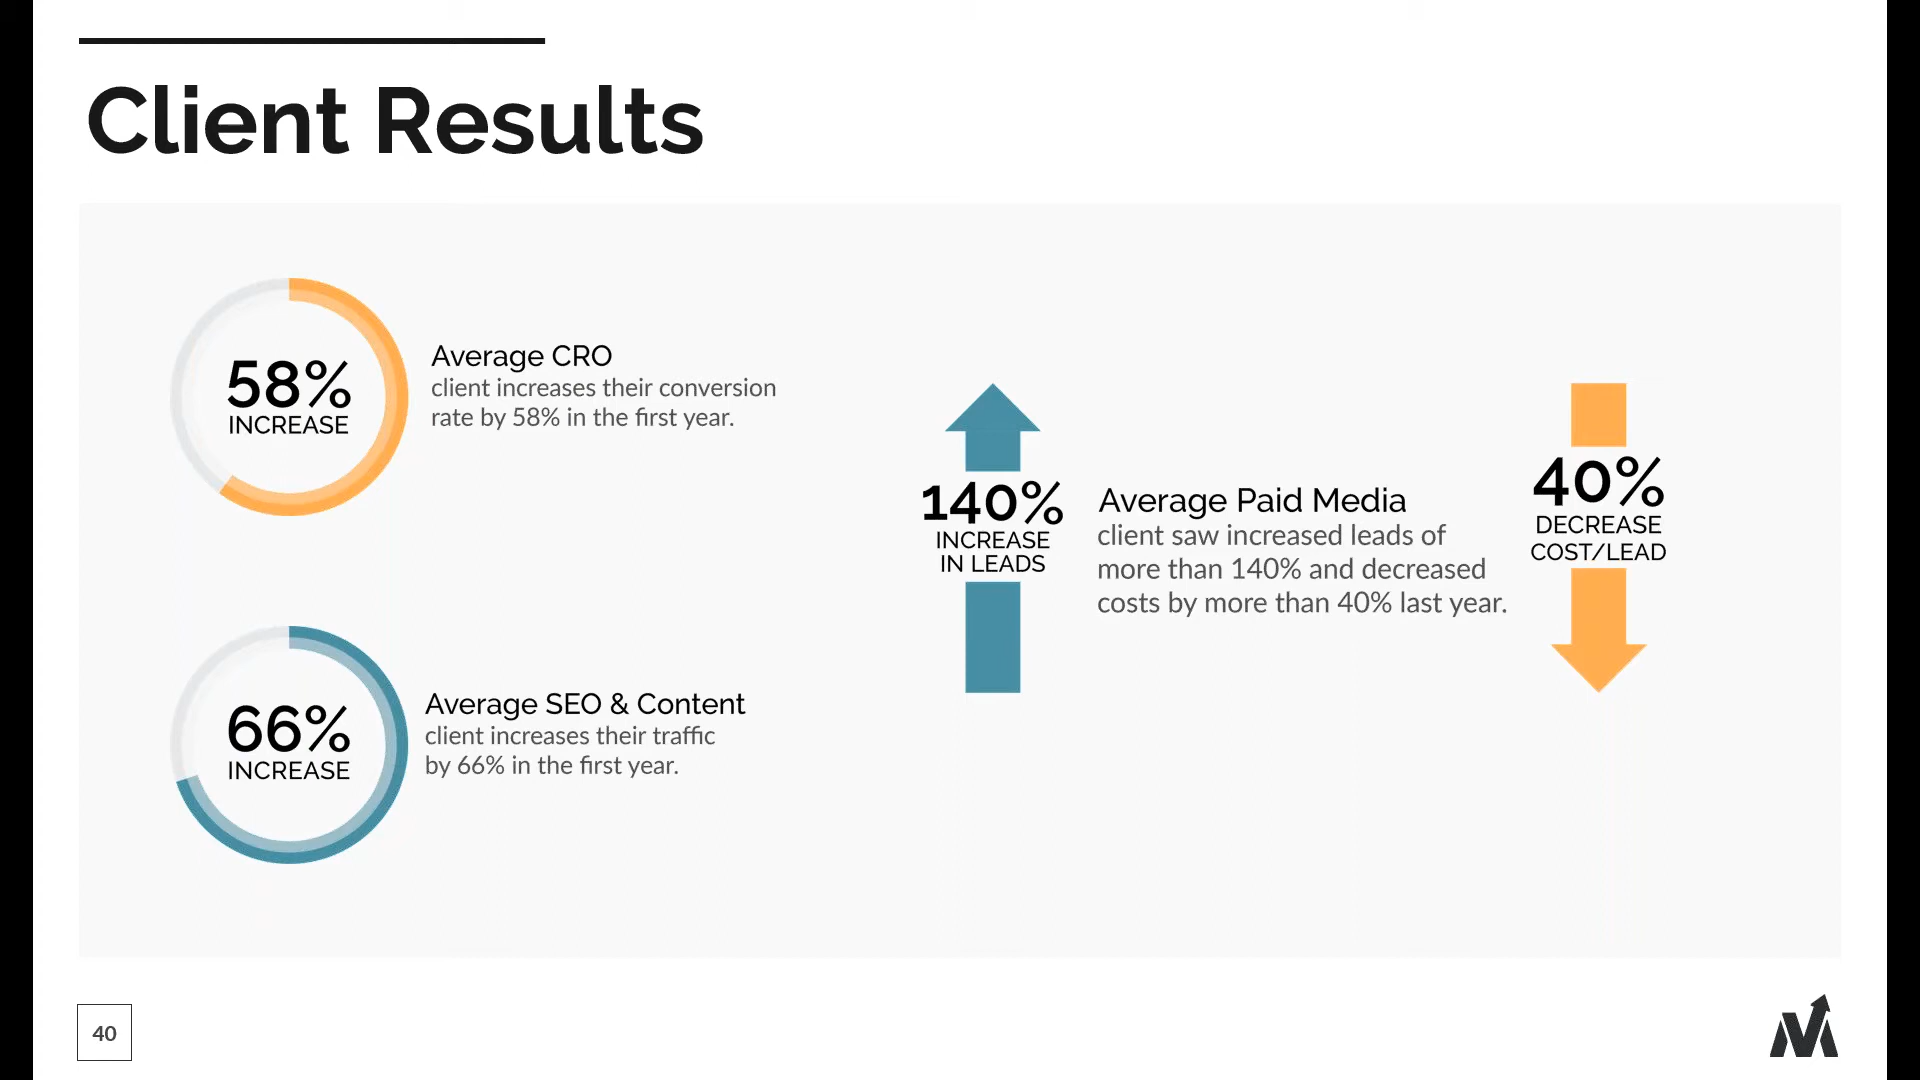 Client Results
58%
INCREASE
Average CRO
client increases their conversion
rate by 58% in the first year.
66%
INCREASE
Average SEO & Content
client increases their traffic
by 66% in the first year.
140%
INCREASE
IN LEADS
Average Paid Media
client saw increased leads of
more than 140% and decreased
costs by more than 40% last year.
40%
DECREASE
COST/LEAD
40